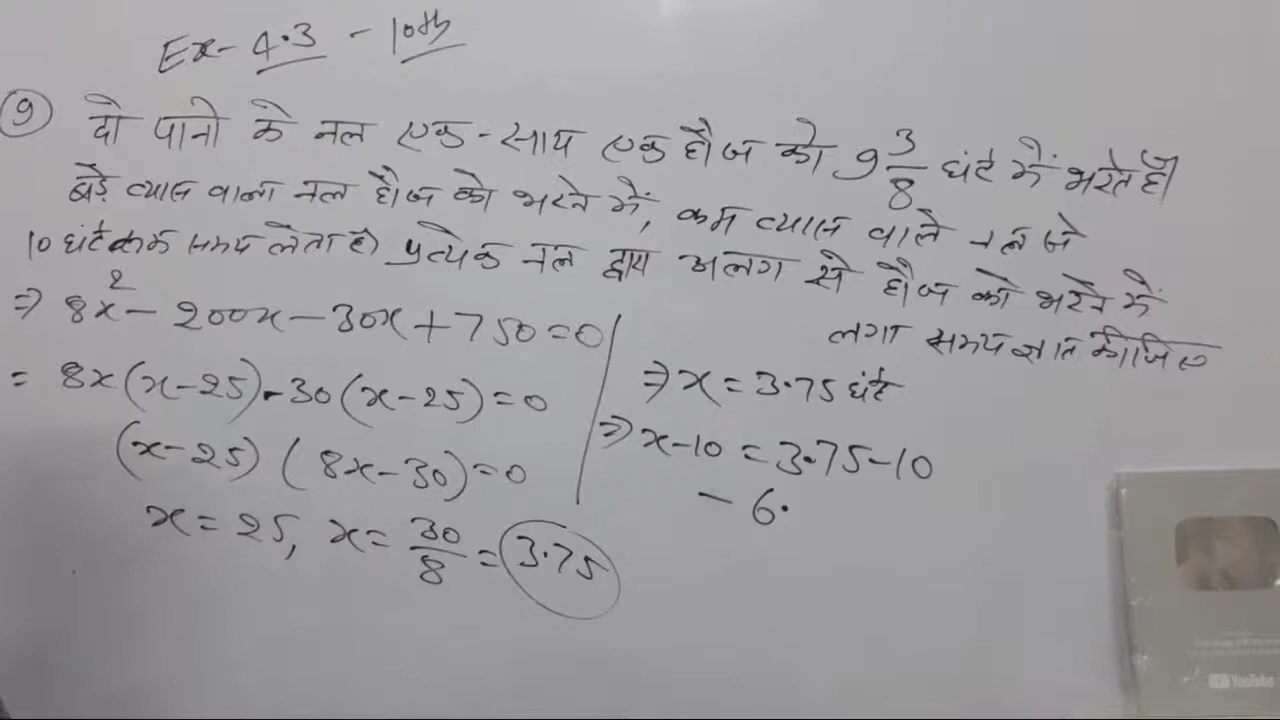 Ex- 4.3 - 10th
9 दो पानी के नल एक-साथ एक हौज को 9 3/8 घंटे में भरते हैं।
बड़े व्यास वाला नल हौज को भरने में, कम व्यास वाले नल से
10 घंटे कम समय लेता है। प्रत्येक नल द्वारा अलग से हौज को भरने में
लगा समय ज्ञात कीजिए
⇒ 8x² - 200x - 30x + 750 = 0
= 8x(x-25) - 30(x-25) = 0
(x-25) (8x-30) = 0
x = 25, x = 30/8 = 3.75
⇒ x = 3.75 घंटे
⇒ x-10 = 3.75-10
- 6.
YouTube